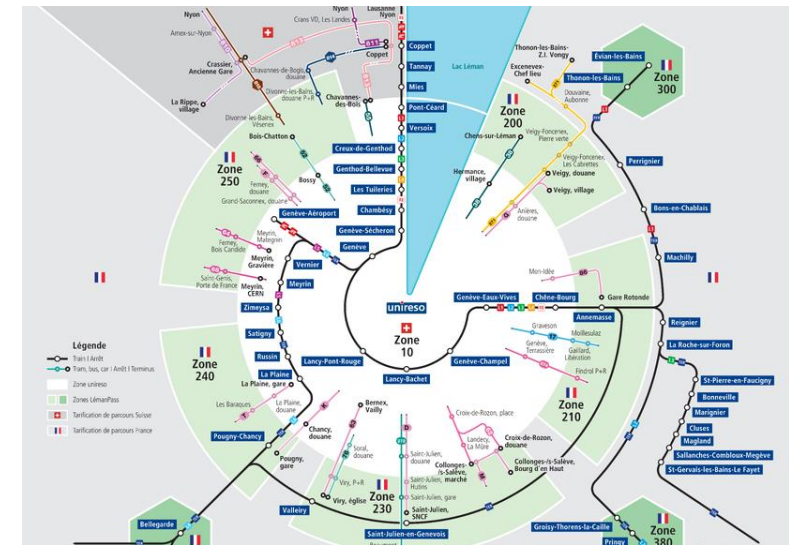 Nyon
Amex-su-Nyon
Nyon
Crans VD, Les Landes
Lausanne
Nyon
Coppet
Crassier,
Ancienne Gare
Chavannes-de-Bogis,
douane
Divonne-les-Bains,
douane P+R
La Rippe,
village
Divonne-les-Bains,
Vésenex
Chavannes-
des-Bois
Coppet
Tannay
Mies
Pont-Céard
Versoix
Creux-de-Genthod
Genthod-Bellevue
Les Tuileries
Chambésy
Genève-Sécheron
Genève
Lac Léman
Bois-Chatton
Bossy
Zone
250
Ferney,
douane
Grand-Saconnex, douane
Genève-Aéroport
Meyrin,
Maisonnex
Ferney,
Bois Candide
Meyrin,
Gravière
Saint-Genis,
Porte de France
Meyrin,
CERN
Vernier
Meyrin
Zimeysa
Satigny
Russin
La Plaine
La Plaine, gare
Les Baraques
La Plaine,
douane
Zone
240
Pougny-Chancy
Chancy,
douane
Pougny,
gare
Bellegarde
Thonon-les-Bains-
Z.I. Vongy
Excenevex-
Chef lieu
Douvaine,
Aubonne
Zone
200
Chens-sur-Léman
Veigy-Foncenex,
Pierre verte
Veigy-Foncenex,
Les Cabrettes
Hermance,
village
Veigy, douane
Veigy, village
Anières,
douane
Évian-les-Bains
Thonon-les-Bains
Zone
300
Perrignier
Bons-en-Chablais
Machilly
Mon-Idée
Gare Retonde
unireso
Zone
10
Genève-Eaux-Vives
Chêne-Bourg
Annemasse
Graveson
Moillesulaz
Genève,
Gaillard,
Libération
Findrol P+R
Zone
210
Reignier
La Roche-sur-Foron
St-Pierre-en-Faucigny
Bonneville
Marignier
Cluses
Magland
Sallanches-Combloux-Megève
St-Gervais-les-Bains-Le Fayet
Lancy-Pont-Rouge
Lancy-Bachet
Genève-Champel
Bernex,
Vailly
Soral,
douane
Viry, P+R
Viry, église
Zone
230
Saint-Julien,
douane
Saint-Julien,
Hutins
Saint-Julien, gare
Saint-Julien,
SNCF
Saint-Julien-en-Genevois
Valleiry
Croix-de-Rozon, place
Landecy,
La Mûre
Croix-de-Rozon,
douane
Collonges-
/s-Salève,
marché
Collonges-/s-Salève,
Bourg d'en Haut
Groisy-Thorens-la-Caille
Pringy
Zone
380
Légende
Train I Arrêt
Tram, bus, car I Arrêt I Terminus
Zone unireso
Zones LémanPass
Tarification de parcours Suisse
Tarification de parcours France